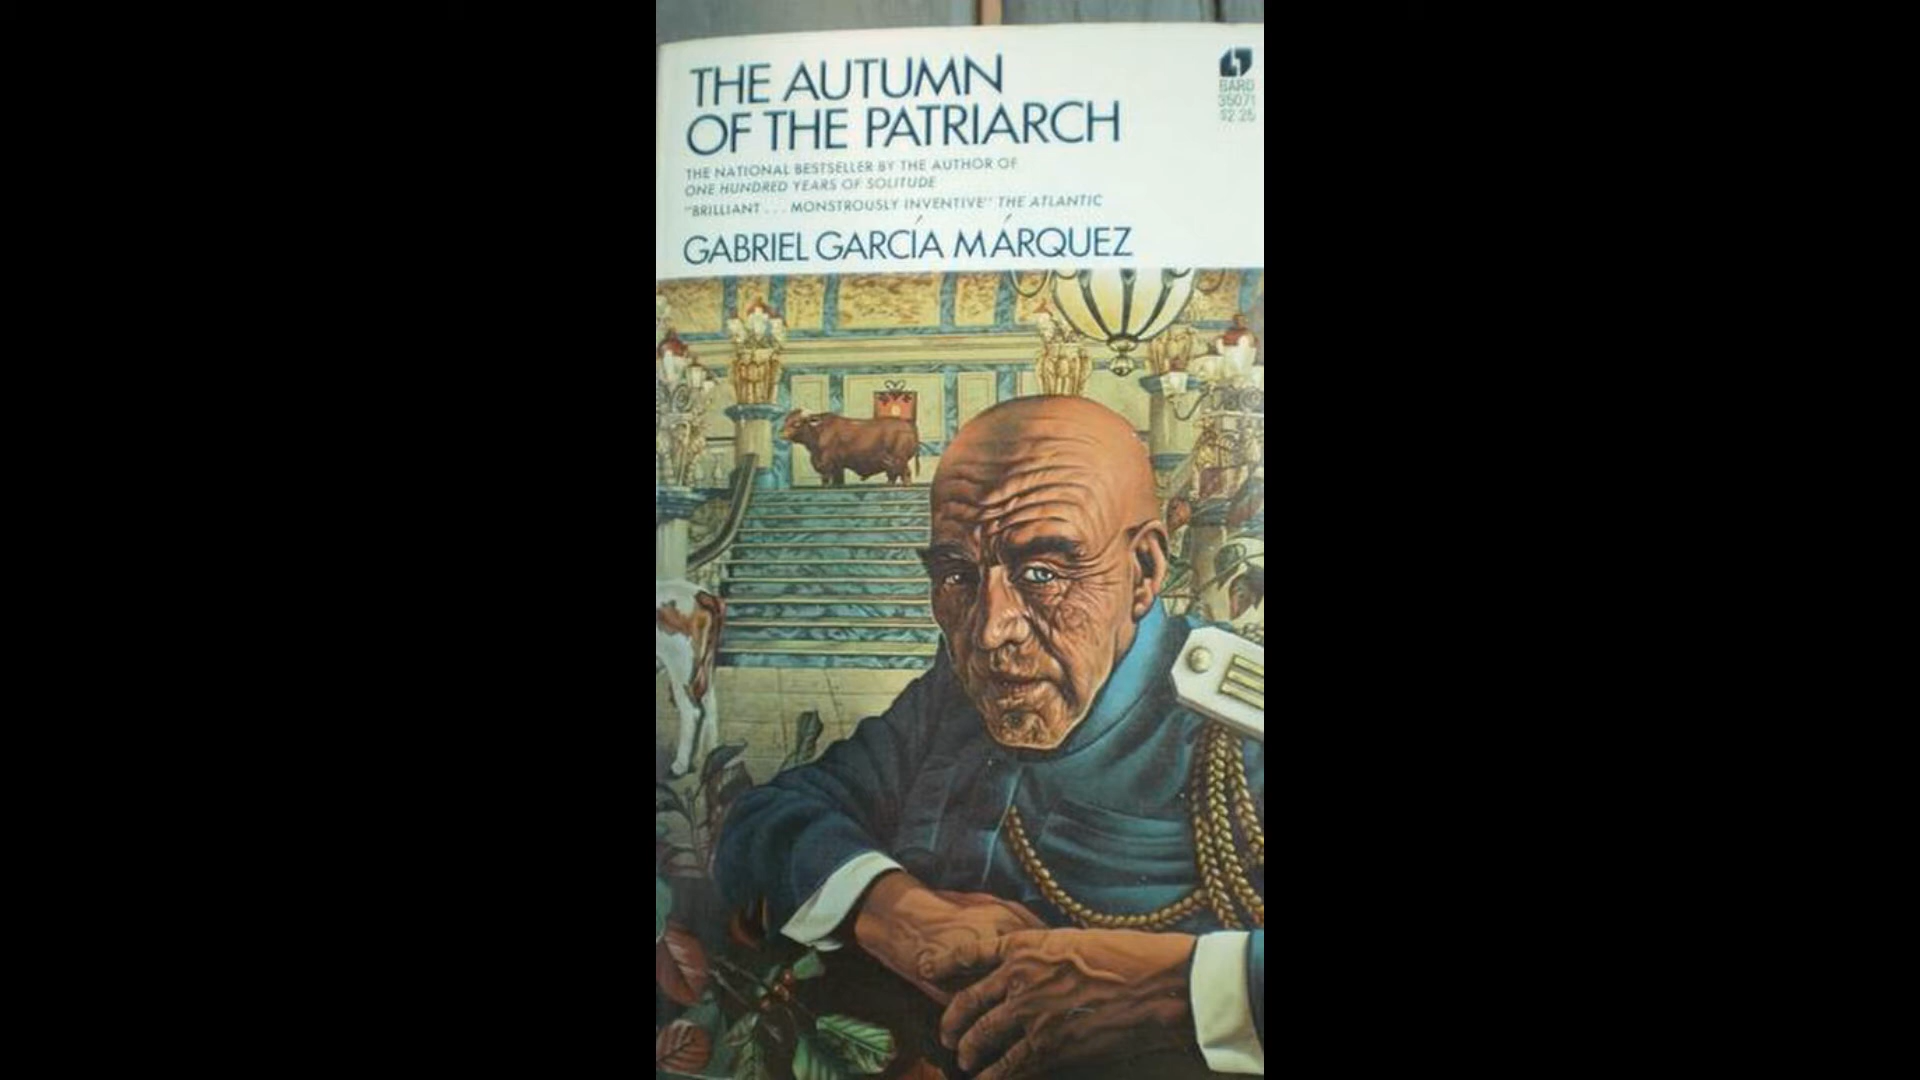 THE AUTUMN
OF THE PATRIARCH
THE NATIONAL BESTSELLER BY THE AUTHOR OF
ONE HUNDRED YEARS OF SOLITUDE
"BRILLIANT . . . MONSTROUSLY INVENTIVE" THE ATLANTIC
GABRIEL GARCÍA MÁRQUEZ
BARD
35071
$2.25